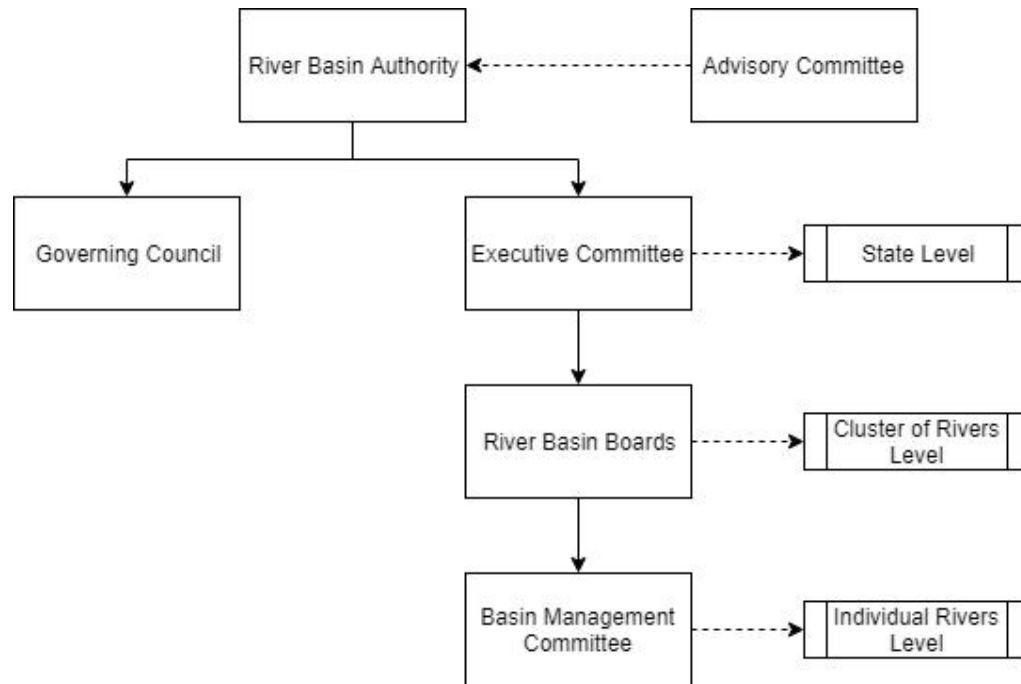 River Basin Authority
Advisory Committee
Governing Council
Executive Committee
State Level
River Basin Boards
Cluster of Rivers
Level
Basin Management
Committee
Individual Rivers
Level